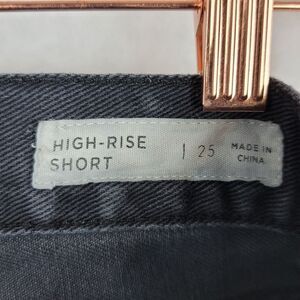 HIGH-RISE
SHORT
| 25
MADE IN
CHINA